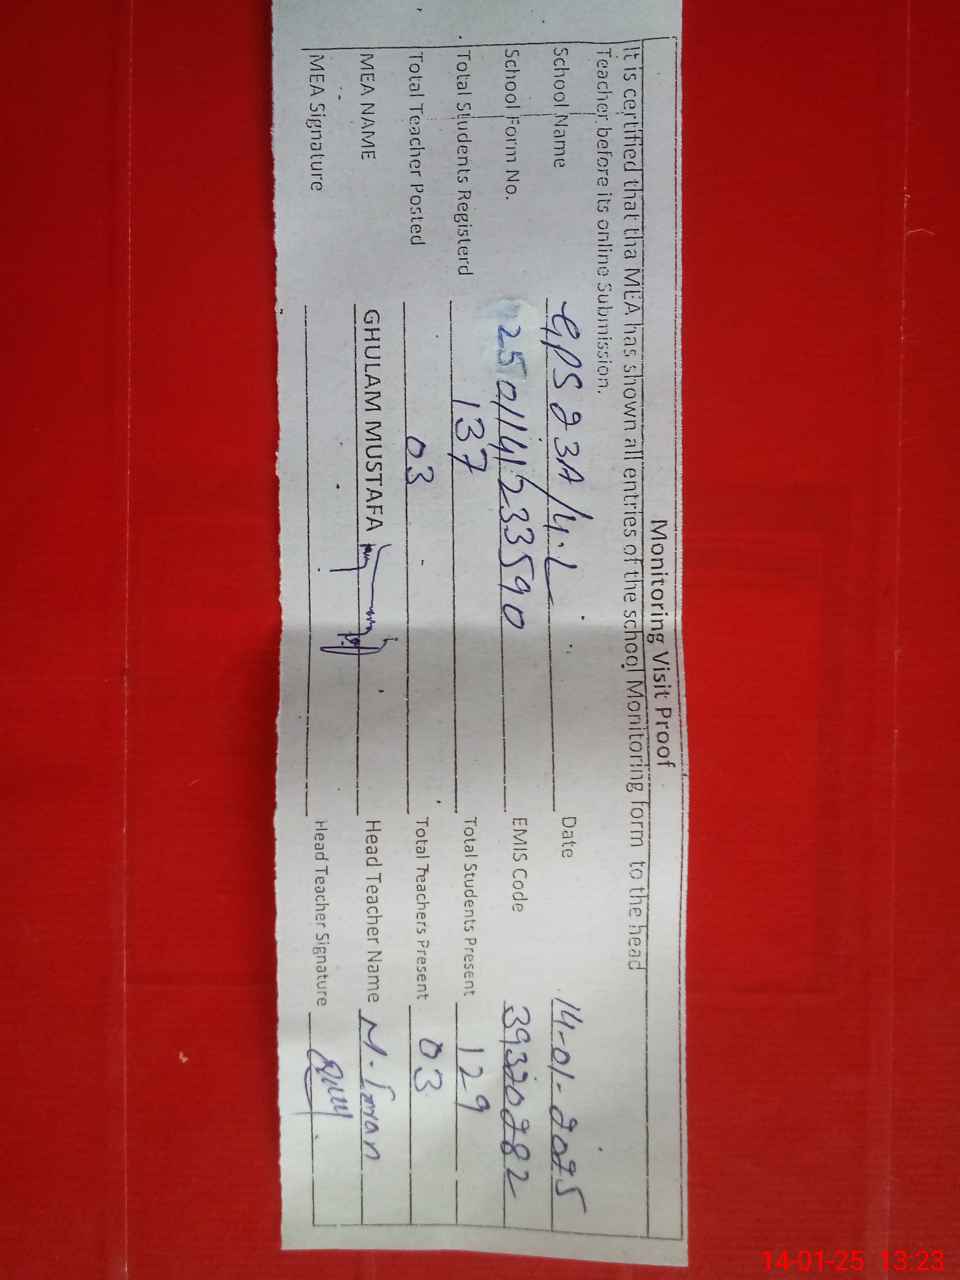 Monitoring Visit Proof
It is certified that tha MEA has shown all entries of the school Monitoring form to the head
Teacher before its online Submission.
School Name GPS 23A/4.L Date 14-01-2025
School Form No. 2501141233590 EMIS Code 39320282
Total Students Registerd 137 Total Students Present 129
Total Teacher Posted 03 Total Teachers Present 03
MEA NAME GHULAM MUSTAFA Head Teacher Name M. Imran
MEA Signature Head Teacher Signature
14-01-25 13:23